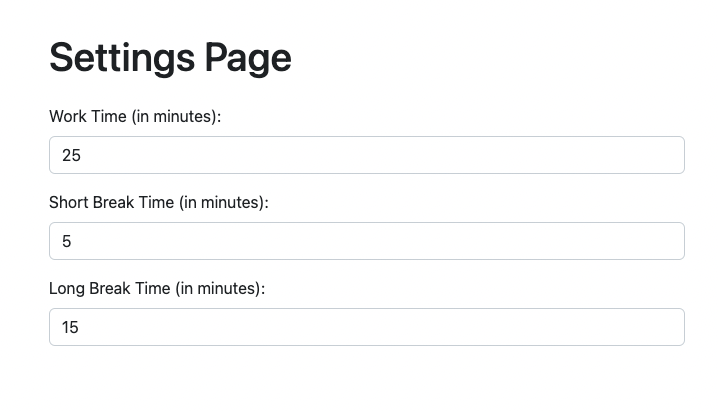 Settings Page
Work Time (in minutes):
25
Short Break Time (in minutes):
5
Long Break Time (in minutes):
15